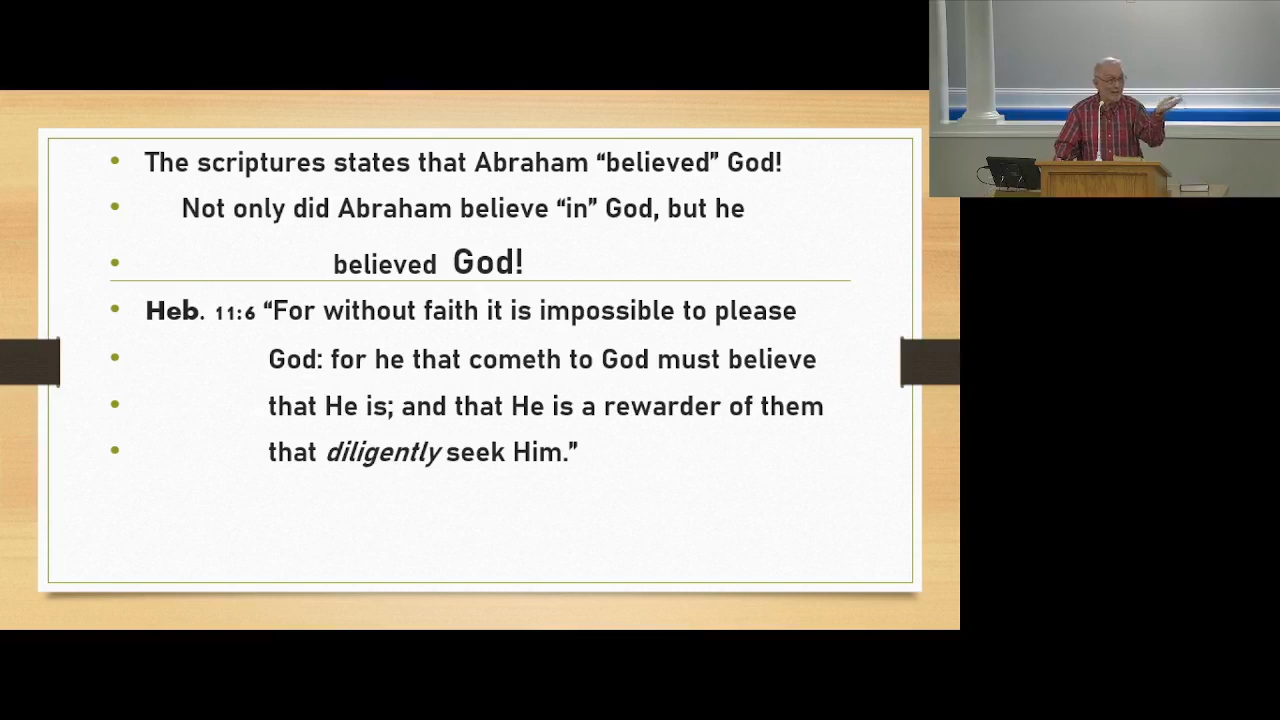 • The scriptures states that Abraham “believed” God!
• Not only did Abraham believe “in” God, but he
• believed God!
• Heb. 11:6 “For without faith it is impossible to please
• God: for he that cometh to God must believe
• that He is; and that He is a rewarder of them
• that diligently seek Him.”